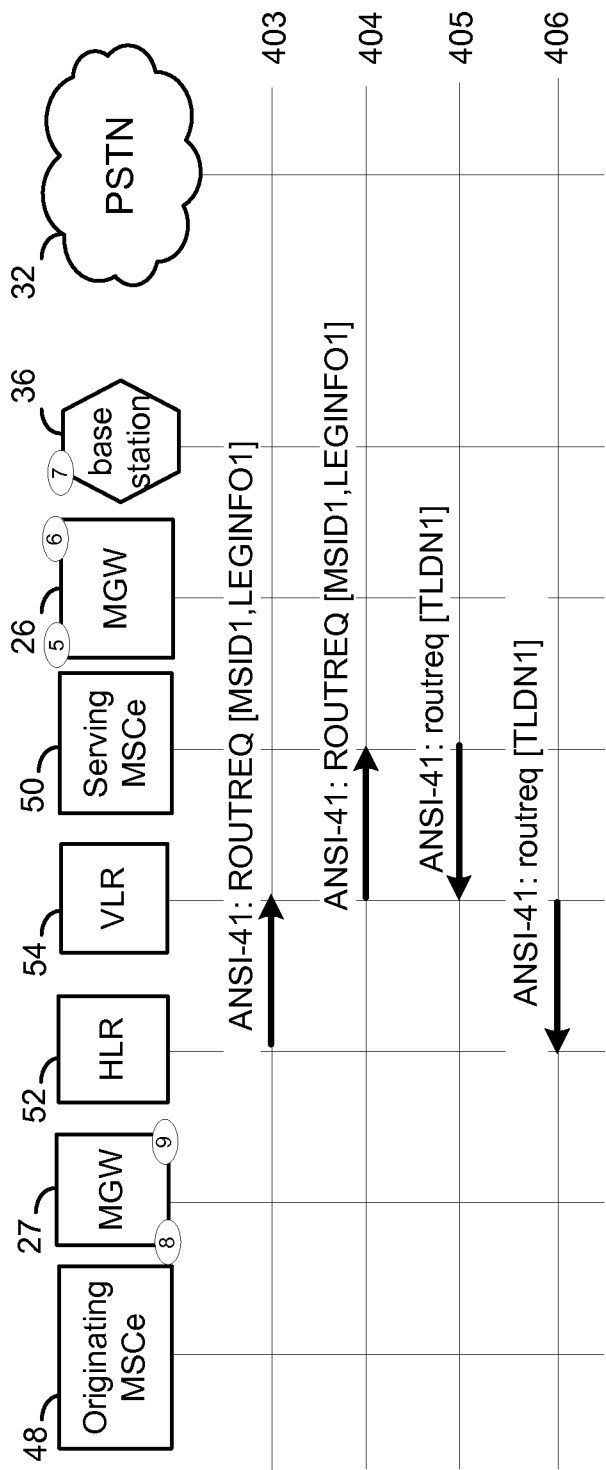 48
27
52
54
50
26
36
32
Originating
MSCe
MGW
8
9
HLR
VLR
Serving
MSCe
MGW
5
6
base
station
7
PSTN
ANSI-41: ROUTREQ [MSID1,LEGINFO1]
403
ANSI-41: ROUTREQ [MSID1,LEGINFO1]
404
ANSI-41: routreq [TLDN1]
405
ANSI-41: routreq [TLDN1]
406